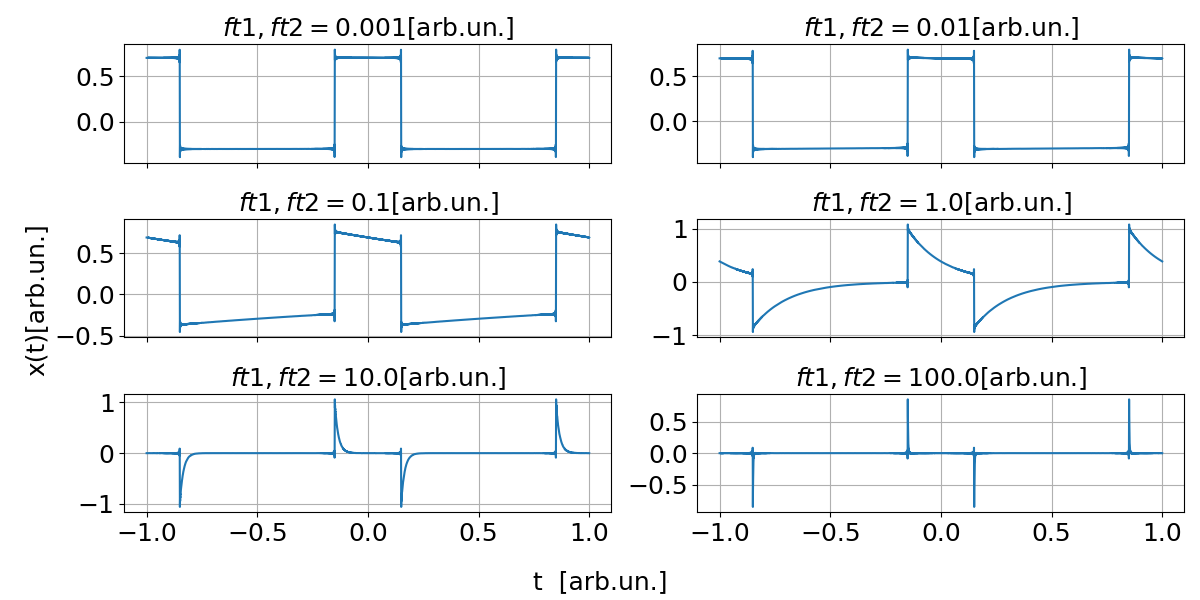 ft1, ft2 = 0.001[arb.un.]
ft1, ft2 = 0.01[arb.un.]
0.5
0.0
0.5
0.0
ft1, ft2 = 0.1[arb.un.]
ft1, ft2 = 1.0[arb.un.]
0.5
0.0
−0.5
1
0
−1
x(t)[arb.un.]
ft1, ft2 = 10.0[arb.un.]
ft1, ft2 = 100.0[arb.un.]
1
0
−1
0.5
0.0
−0.5
−1.0 −0.5 0.0 0.5 1.0
−1.0 −0.5 0.0 0.5 1.0
t [arb.un.]